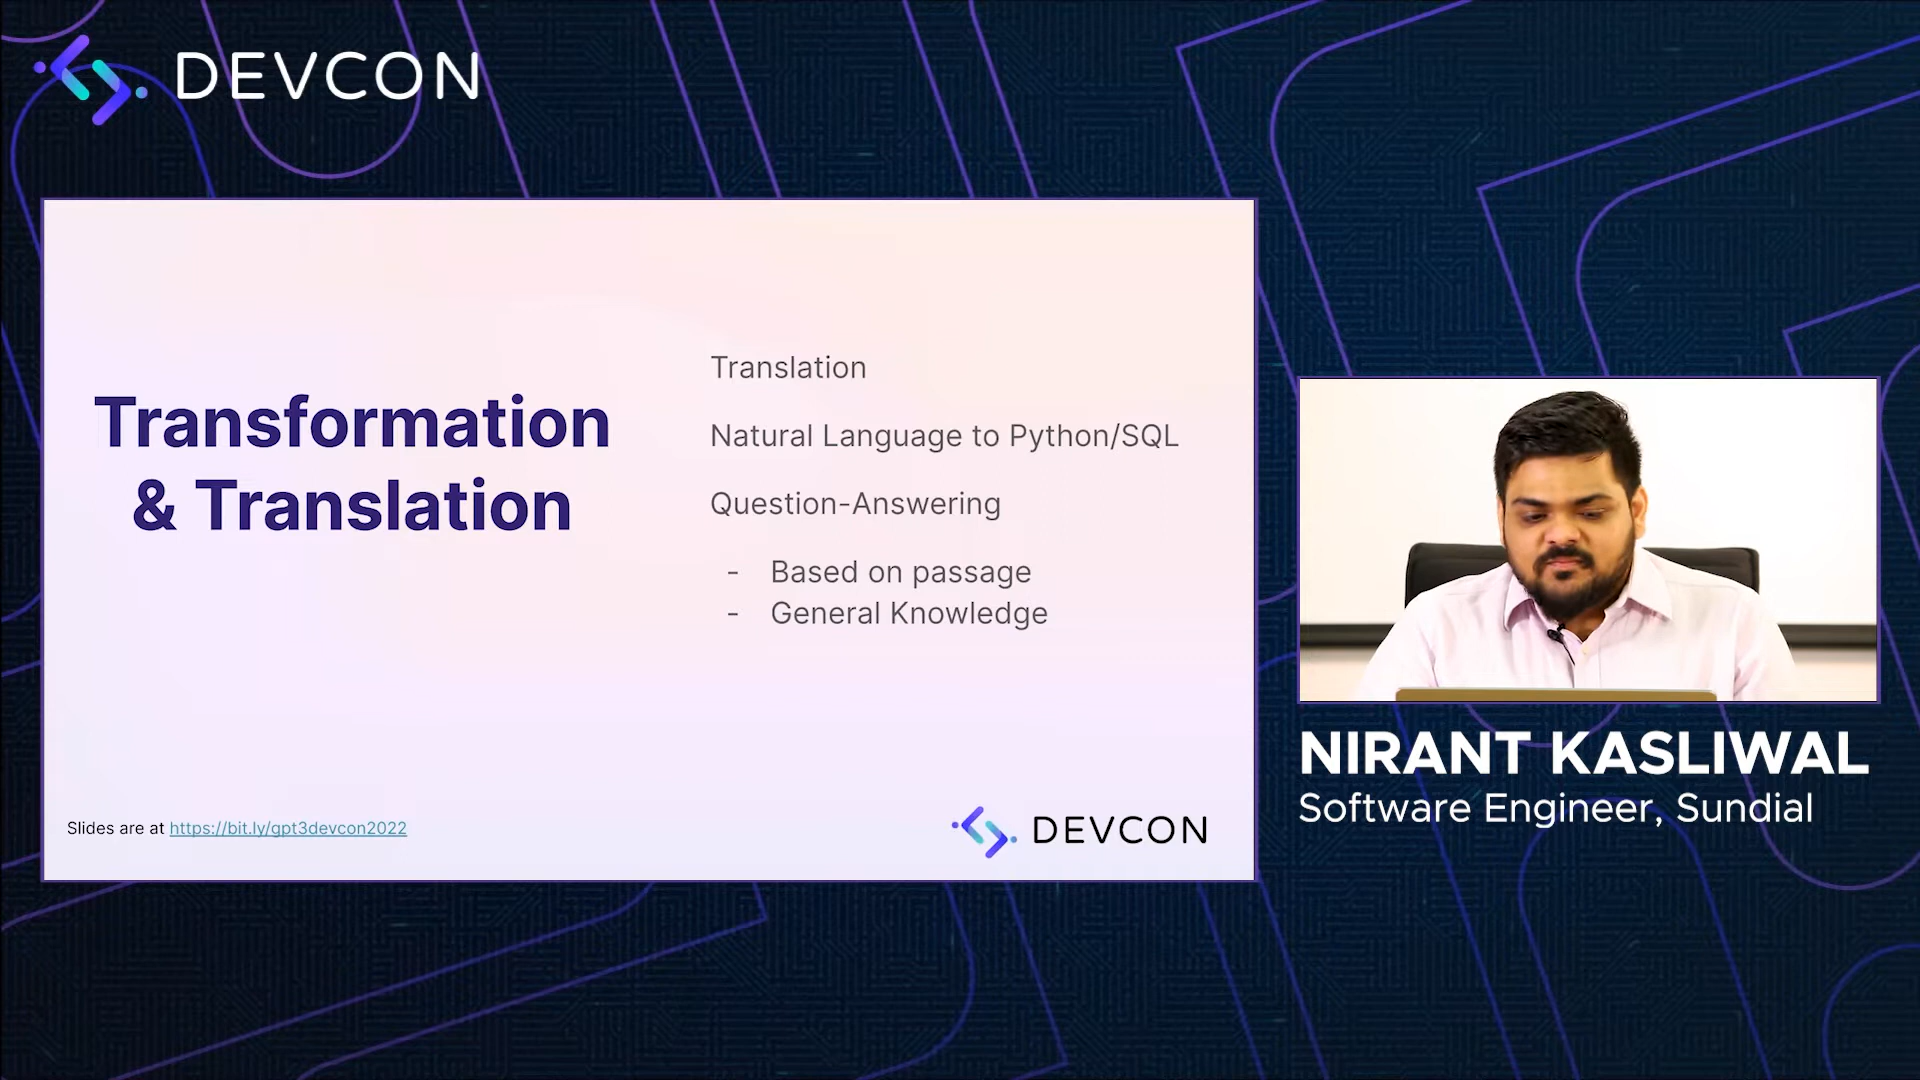 DEVCON
Transformation
& Translation
Translation
Natural Language to Python/SQL
Question-Answering
- Based on passage
- General Knowledge
Slides are at https://bit.ly/gpt3devcon2022
DEVCON
NIRANT KASLIWAL
Software Engineer, Sundial